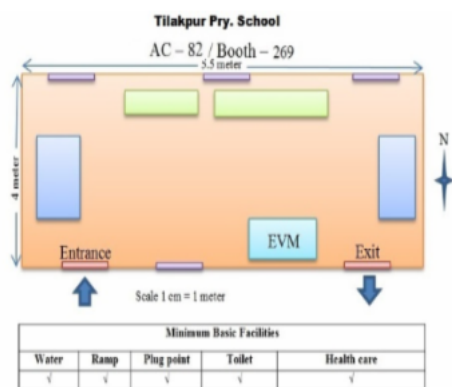 Tilakpur Pry. School
AC – 82 / Booth – 269
5.5 meter
4 meter
N
EVM
Entrance
Exit
Scale 1 cm = 1 meter
Minimum Basic Facilities
Water Ramp Plug point Toilet Health care
√ √ √ √ √